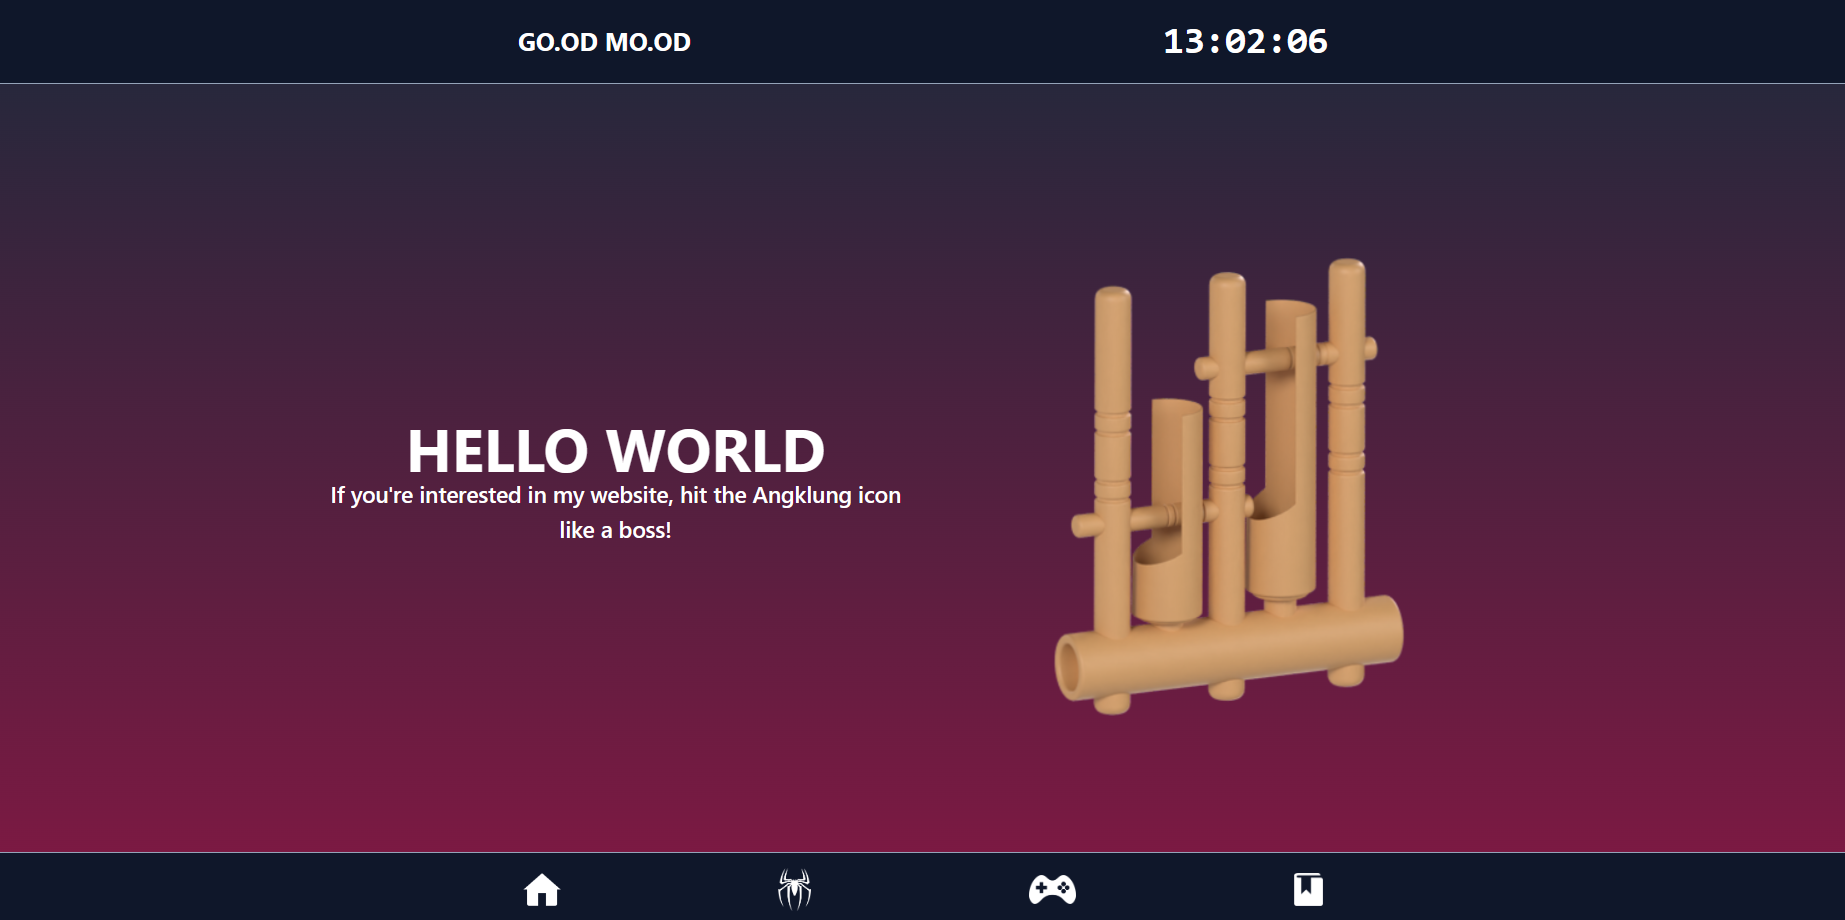 GO.OD MO.OD
13:02:06
HELLO WORLD
If you're interested in my website, hit the Angklung icon
like a boss!